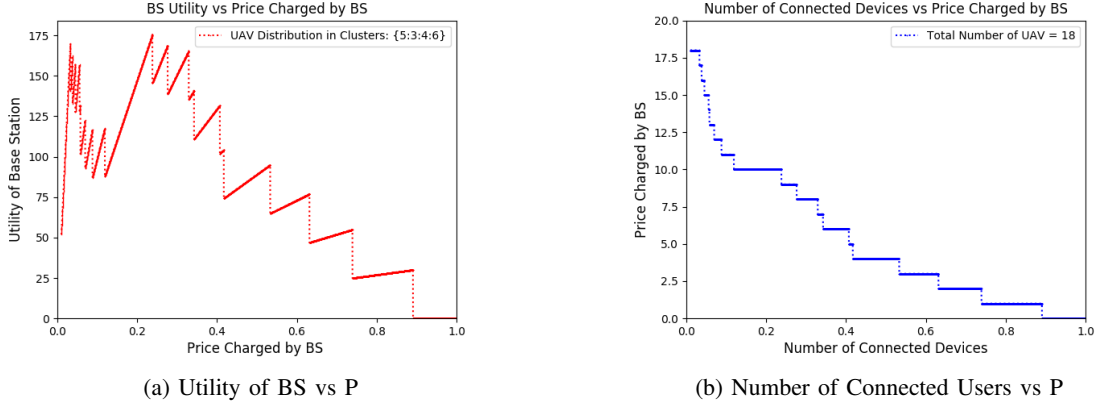 BS Utility vs Price Charged by BS
UAV Distribution in Clusters: {5:3:4:6}
175
150
125
100
75
50
25
0
Utility of Base Station
0.0 0.2 0.4 0.6 0.8 1.0
Price Charged by BS
(a) Utility of BS vs P
Number of Connected Devices vs Price Charged by BS
Total Number of UAV = 18
20.0
17.5
15.0
12.5
10.0
7.5
5.0
2.5
0.0
Price Charged by BS
0.0 0.2 0.4 0.6 0.8 1.0
Number of Connected Devices
(b) Number of Connected Users vs P